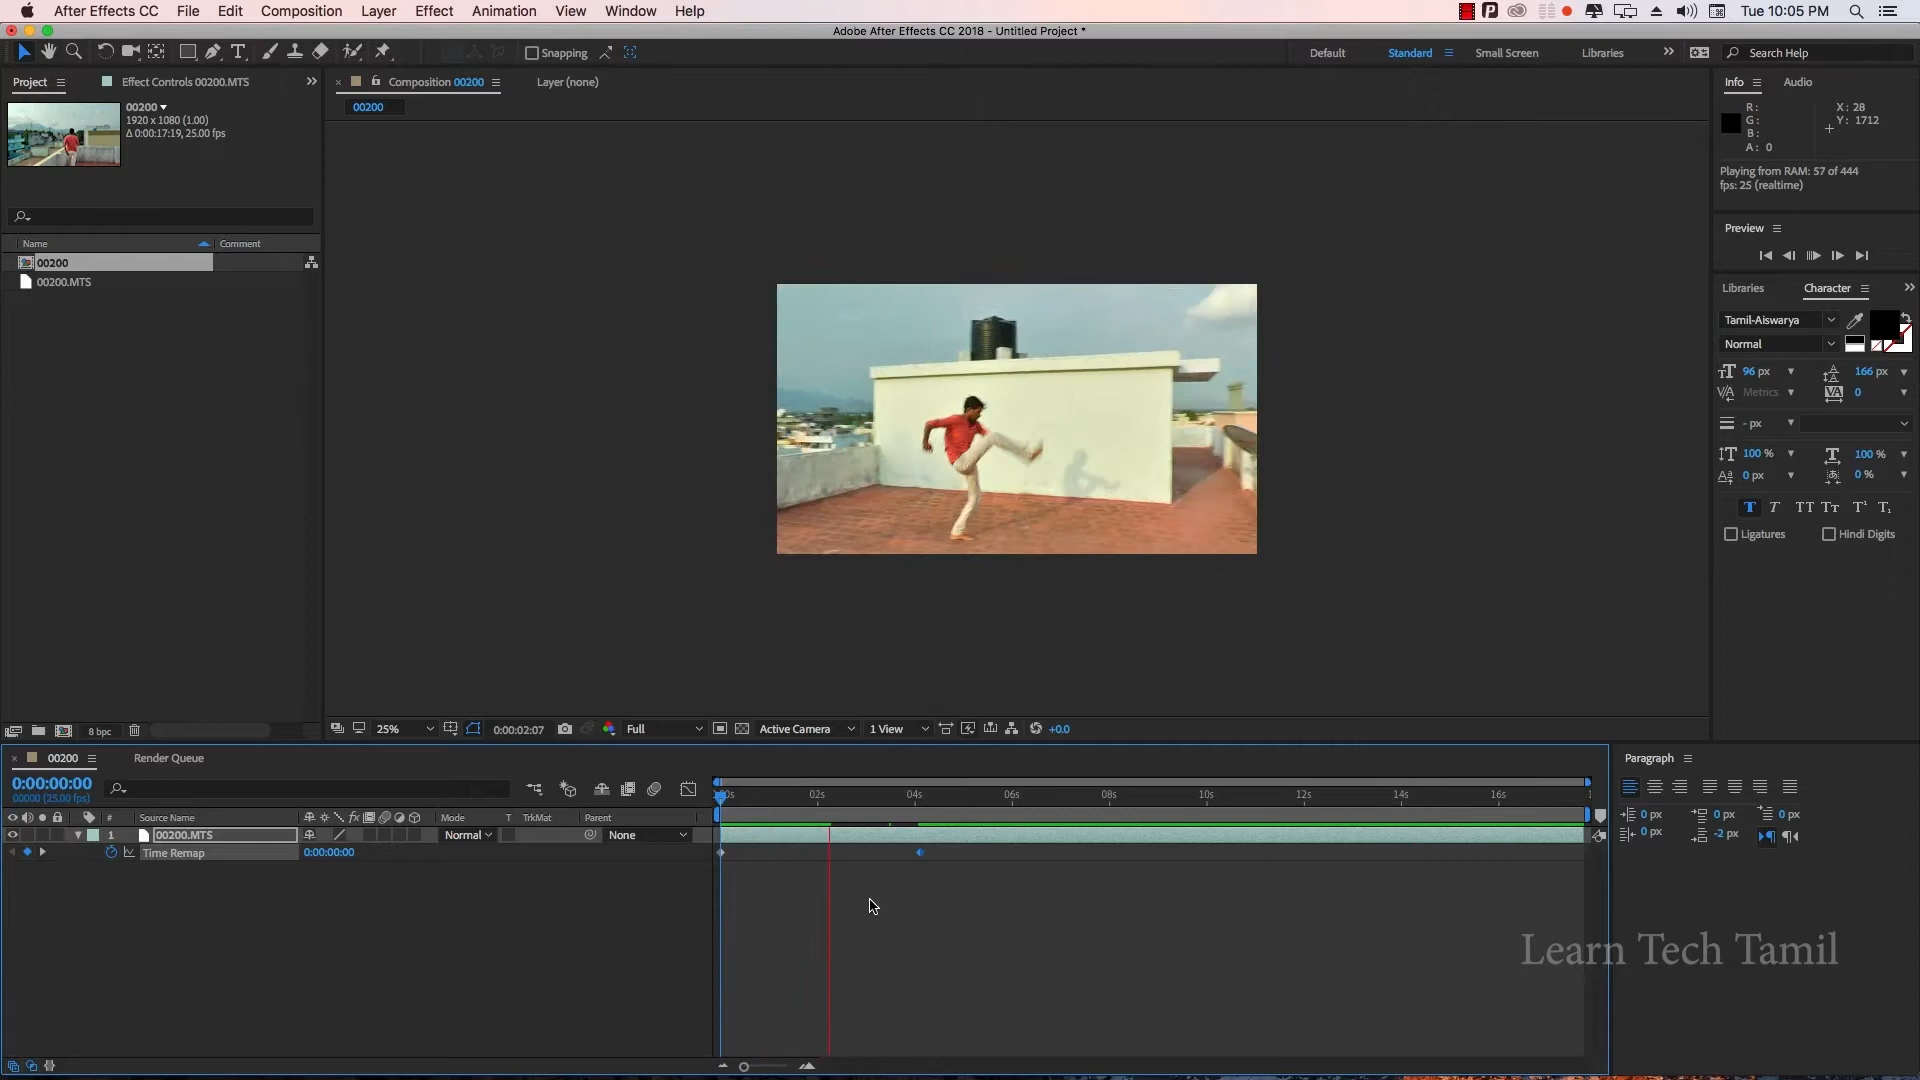 After Effects CC File Edit Composition Layer Effect Animation View Window Help Tue 10:05 PM
Adobe After Effects CC 2018 - Untitled Project *
Snapping Default Standard Small Screen Libraries Search Help
Project Effect Controls 00200.MTS
Composition 00200 Layer (none)
Info Audio
00200
1920 x 1080 (1.00)
Δ 0:00:17:19, 25.00 fps
00200
R:
G:
B:
A: 0
X: 28
Y: 1712
Playing from RAM: 57 of 444
fps: 25 (realtime)
Preview
Name Comment
00200
00200.MTS
Libraries Character
Tamil-Aiswarya
Normal
96 px 166 px
Metrics 0
- px
100 % 100 %
0 px 0 %
T T TT Tt T¹ T₁
Ligatures Hindi Digits
8 bpc
25% 0:00:02:07 Full Active Camera 1 View +0.0
00200 Render Queue
0:00:00:00
00000 (25.00 fps)
02s 04s 06s 08s 10s 12s 14s 16s
# Source Name Mode T TrkMat Parent
1 00200.MTS Normal None
Time Remap 0:00:00:00
Paragraph
0 px 0 px 0 px
0 px -2 px
Learn Tech Tamil